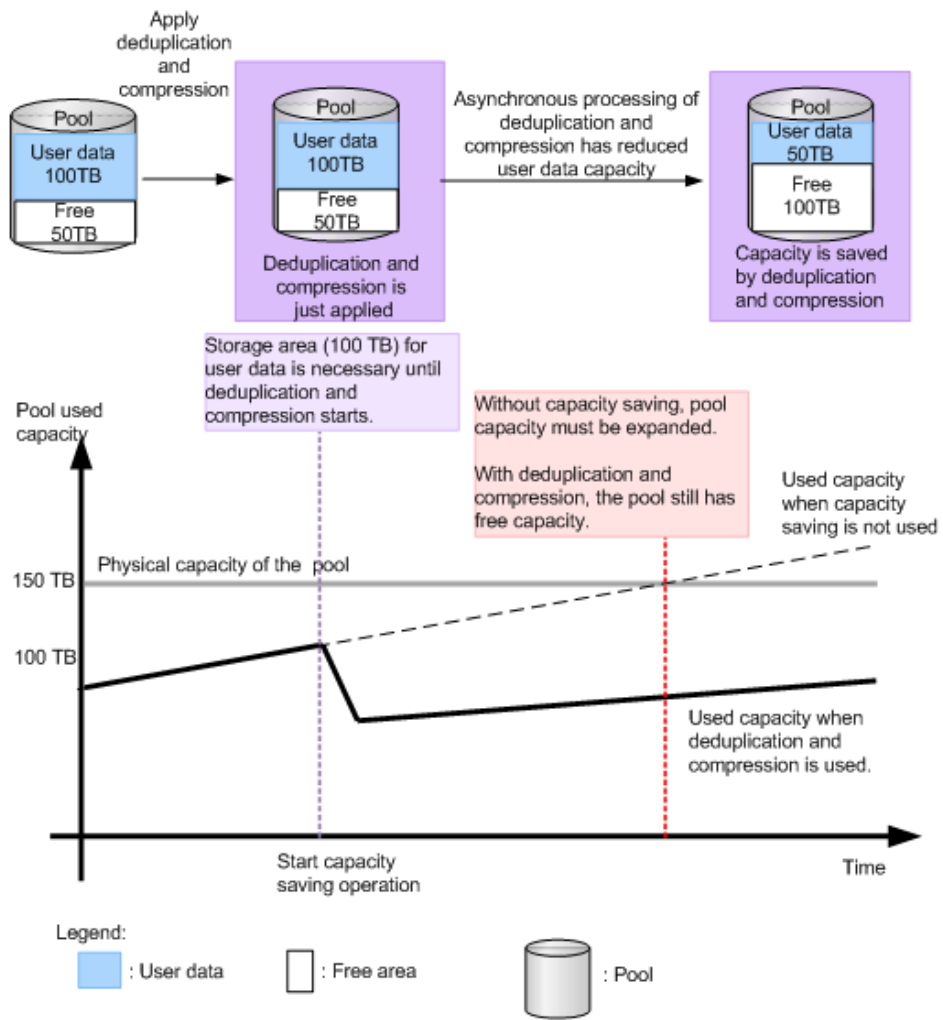 Apply
deduplication
and
compression
Pool
User data
100TB
Free
50TB
Pool
User data
100TB
Free
50TB
Deduplication and
compression is
just applied
Asynchronous processing of
deduplication and
compression has reduced
user data capacity
Pool
User data
50TB
Free
100TB
Capacity is saved
by deduplication
and compression
Storage area (100 TB) for
user data is necessary until
deduplication and
compression starts.
Without capacity saving, pool
capacity must be expanded.
With deduplication and
compression, the pool still has
free capacity.
Pool used
capacity
Used capacity
when capacity
saving is not used
Physical capacity of the pool
150 TB
100 TB
Used capacity when
deduplication and
compression is used.
Start capacity
saving operation
Time
Legend:
: User data
: Free area
: Pool